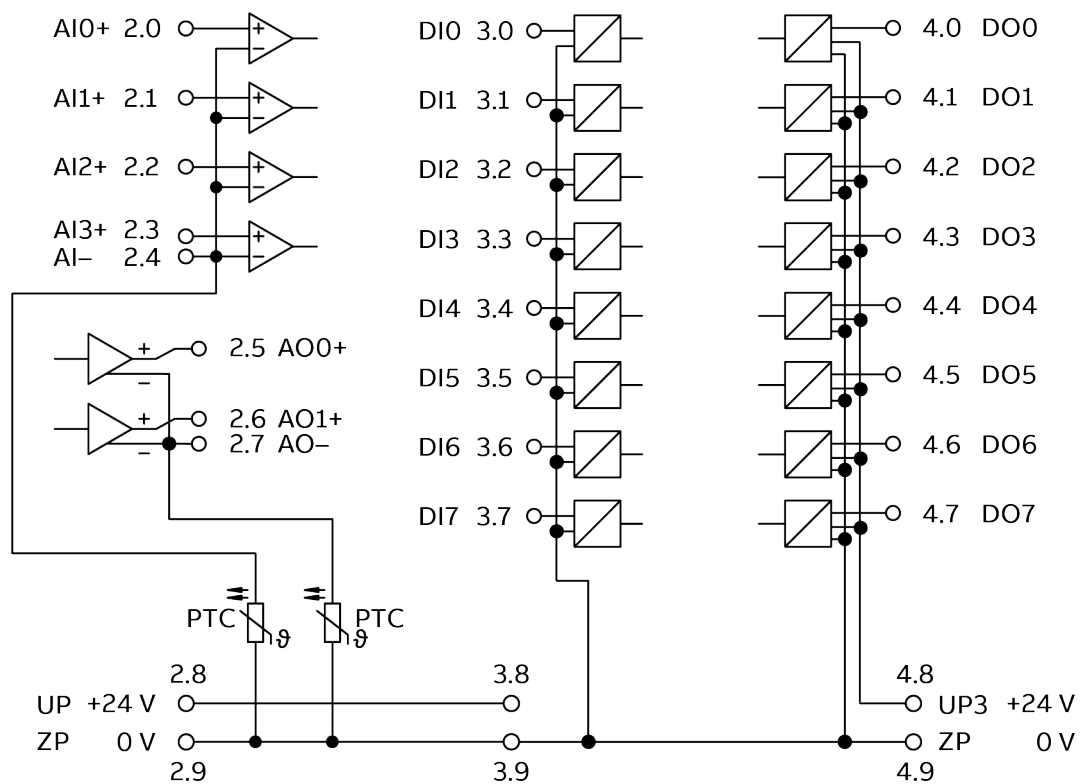 AI0+ 2.0
AI1+ 2.1
AI2+ 2.2
AI3+ 2.3
AI– 2.4
+
–
+
–
+
–
+
–
+
–
2.5 AO0+
+
–
2.6 AO1+
2.7 AO–
DI0 3.0
DI1 3.1
DI2 3.2
DI3 3.3
DI4 3.4
DI5 3.5
DI6 3.6
DI7 3.7
4.0 DO0
4.1 DO1
4.2 DO2
4.3 DO3
4.4 DO4
4.5 DO5
4.6 DO6
4.7 DO7
PTC ϑ
ϑ PTC
2.8 3.8 4.8
UP +24 V UP3 +24 V
ZP 0 V ZP 0 V
2.9 3.9 4.9